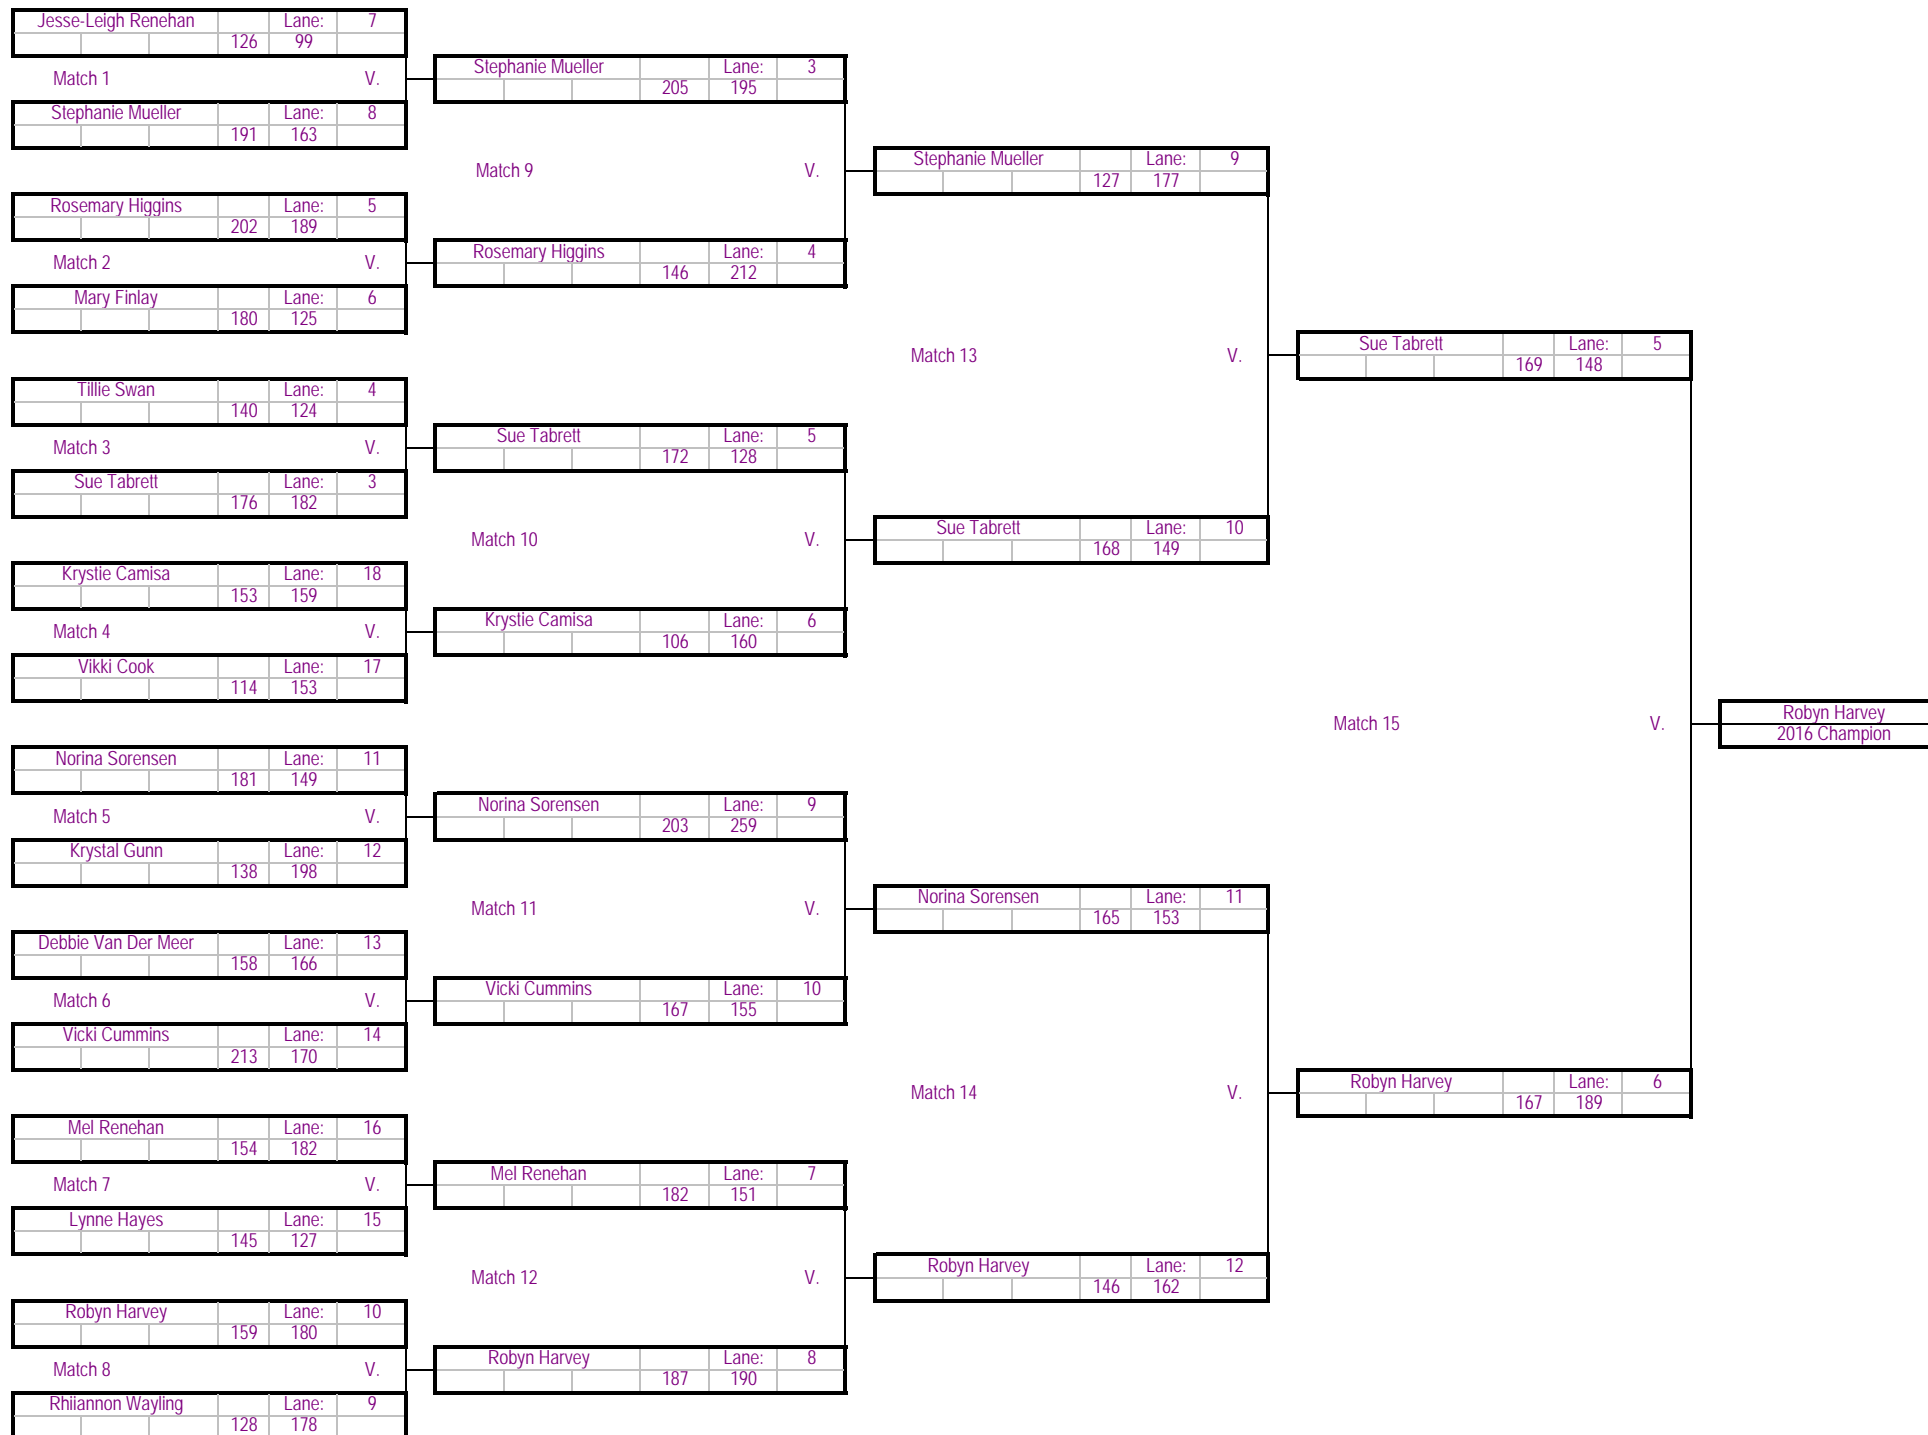 Jesse-Leigh Renehan Lane: 7
126 99
Match 1 V.
Stephanie Mueller Lane: 8
191 163
Rosemary Higgins Lane: 5
202 189
Match 2 V.
Mary Finlay Lane: 6
180 125
Tillie Swan Lane: 4
140 124
Match 3 V.
Sue Tabrett Lane: 3
176 182
Krystie Camisa Lane: 18
153 159
Match 4 V.
Vikki Cook Lane: 17
114 153
Norina Sorensen Lane: 11
181 149
Match 5 V.
Krystal Gunn Lane: 12
138 198
Debbie Van Der Meer Lane: 13
158 166
Match 6 V.
Vicki Cummins Lane: 14
213 170
Mel Renehan Lane: 16
154 182
Match 7 V.
Lynne Hayes Lane: 15
145 127
Robyn Harvey Lane: 10
159 180
Match 8 V.
Rhiiannon Wayling Lane: 9
128 178
Stephanie Mueller Lane: 3
205 195
Match 9 V.
Rosemary Higgins Lane: 4
146 212
Sue Tabrett Lane: 5
172 128
Match 10 V.
Krystie Camisa Lane: 6
106 160
Norina Sorensen Lane: 9
203 259
Match 11 V.
Vicki Cummins Lane: 10
167 155
Mel Renehan Lane: 7
182 151
Match 12 V.
Robyn Harvey Lane: 8
187 190
Stephanie Mueller Lane: 9
127 177
Match 13 V.
Sue Tabrett Lane: 10
168 149
Norina Sorensen Lane: 11
165 153
Match 14 V.
Robyn Harvey Lane: 12
146 162
Sue Tabrett Lane: 5
169 148
Match 15 V.
Robyn Harvey Lane: 6
167 189
Robyn Harvey
2016 Champion